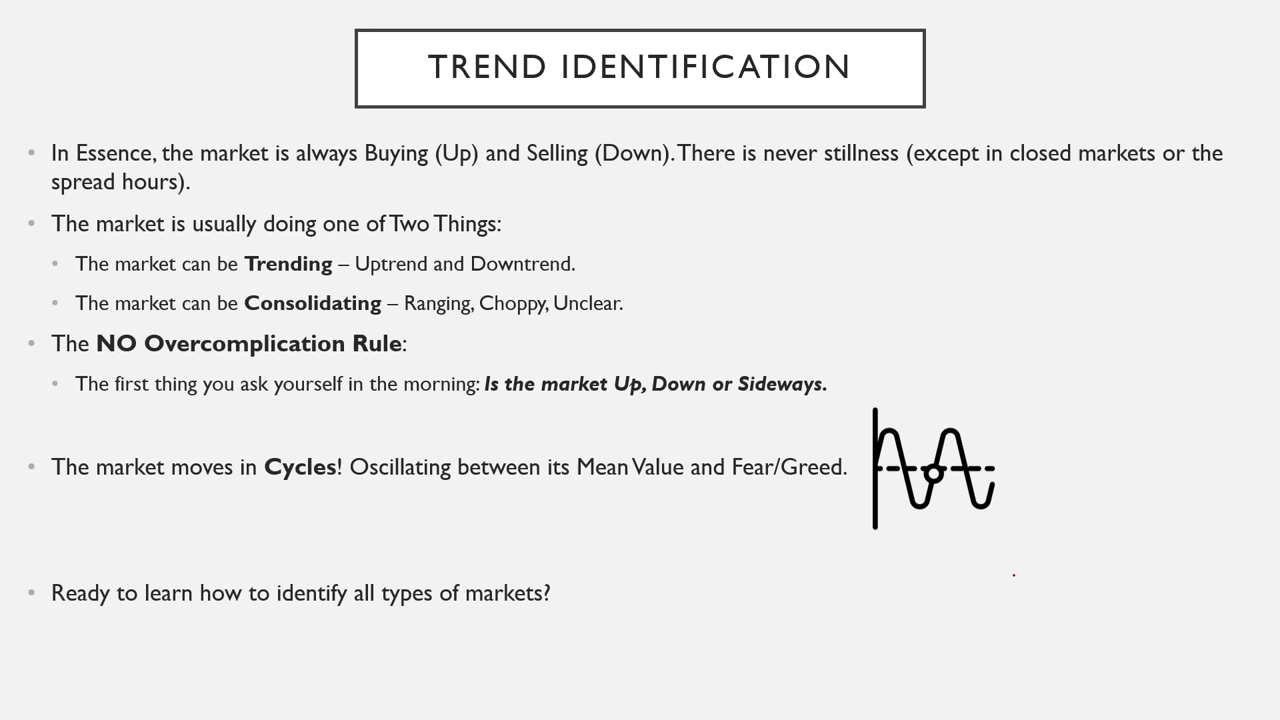 TREND IDENTIFICATION
• In Essence, the market is always Buying (Up) and Selling (Down). There is never stillness (except in closed markets or the
spread hours).
• The market is usually doing one of Two Things:
• The market can be Trending – Uptrend and Downtrend.
• The market can be Consolidating – Ranging, Choppy, Unclear.
• The NO Overcomplication Rule:
• The first thing you ask yourself in the morning: Is the market Up, Down or Sideways.
• The market moves in Cycles! Oscillating between its Mean Value and Fear/Greed.
• Ready to learn how to identify all types of markets?